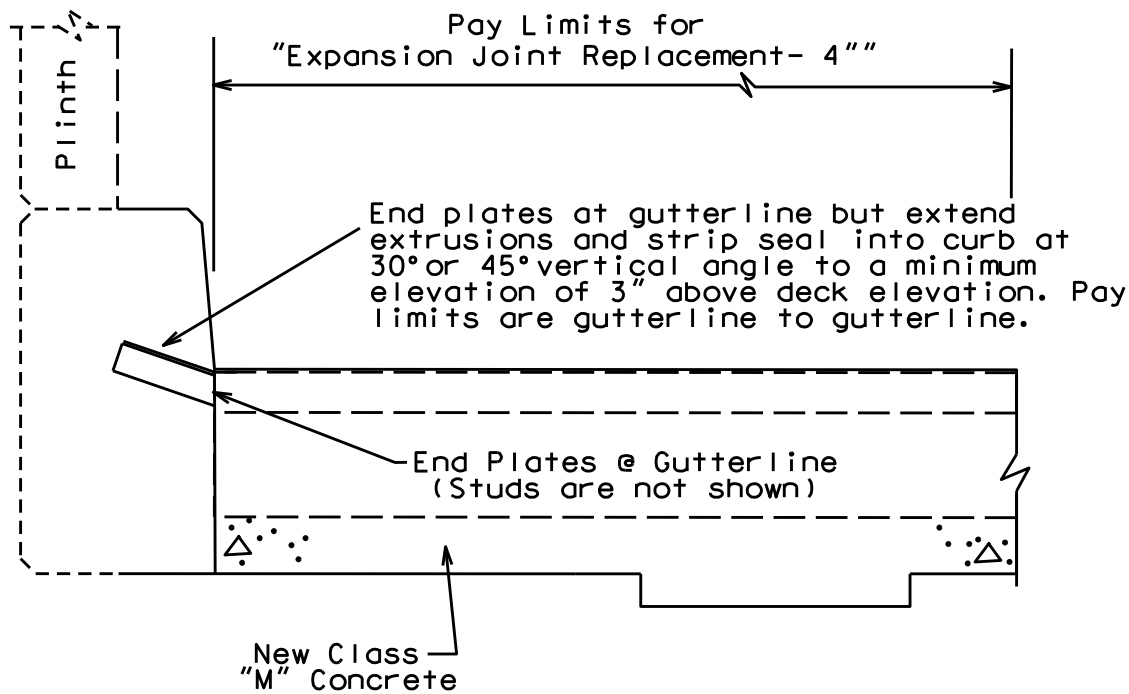 Pay Limits for
"Expansion Joint Replacement- 4""
Plinth
End plates at gutterline but extend
extrusions and strip seal into curb at
30° or 45° vertical angle to a minimum
elevation of 3" above deck elevation. Pay
limits are gutterline to gutterline.
End Plates @ Gutterline
(Studs are not shown)
New Class
"M" Concrete